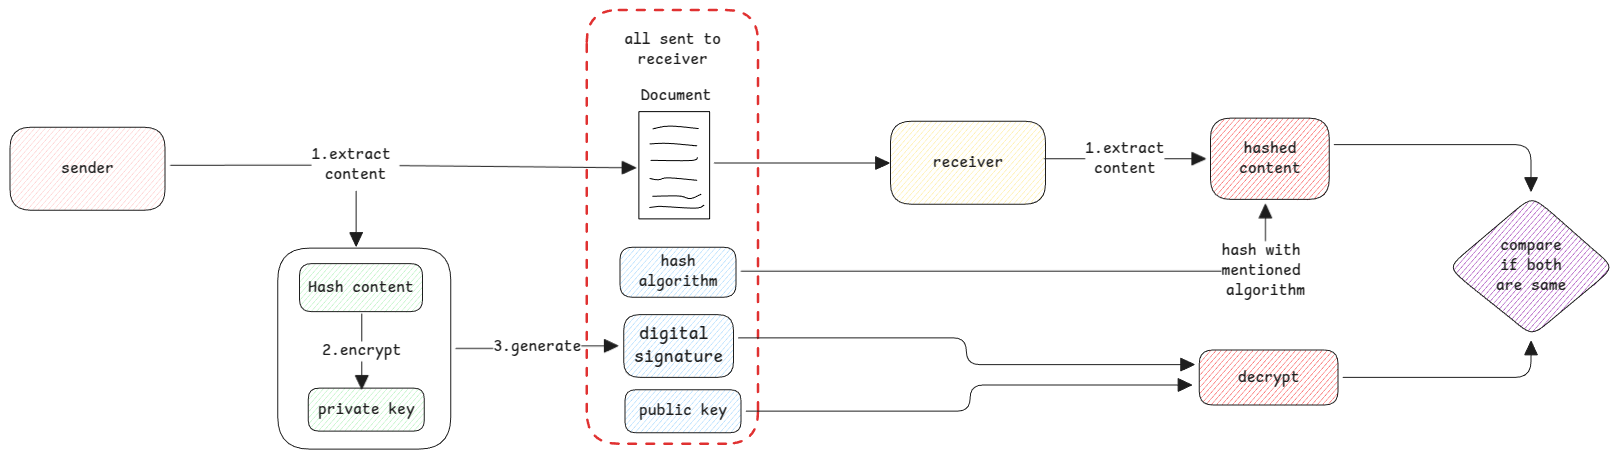 all sent to
receiver
Document
sender
1.extract
content
receiver
1.extract
content
hashed
content
Hash content
2.encrypt
private key
hash
algorithm
hash with
mentioned
algorithm
compare
if both
are same
3.generate
digital
signature
public key
decrypt